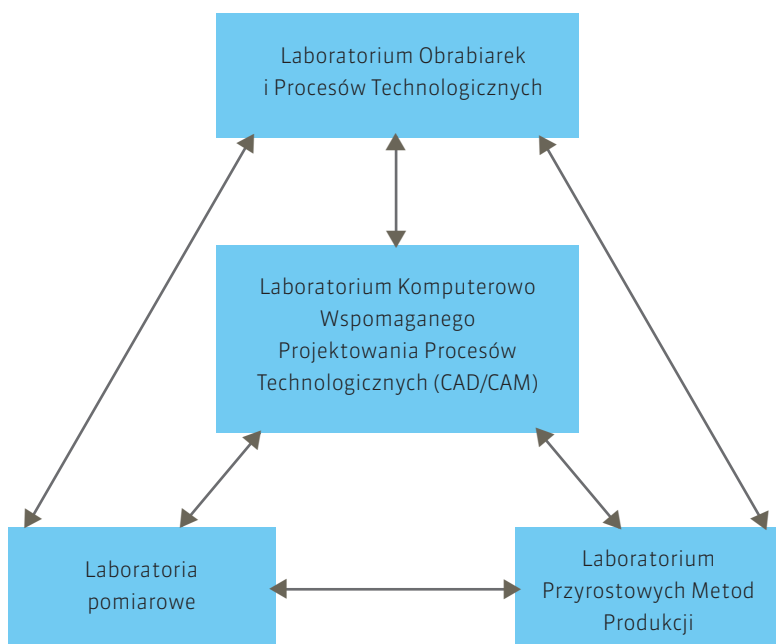 Laboratorium Obrabiarek
i Procesów Technologicznych
Laboratorium Komputerowo
Wspomaganego
Projektowania Procesów
Technologicznych (CAD/CAM)
Laboratoria
pomiarowe
Laboratorium
Przyrostowych Metod
Produkcji